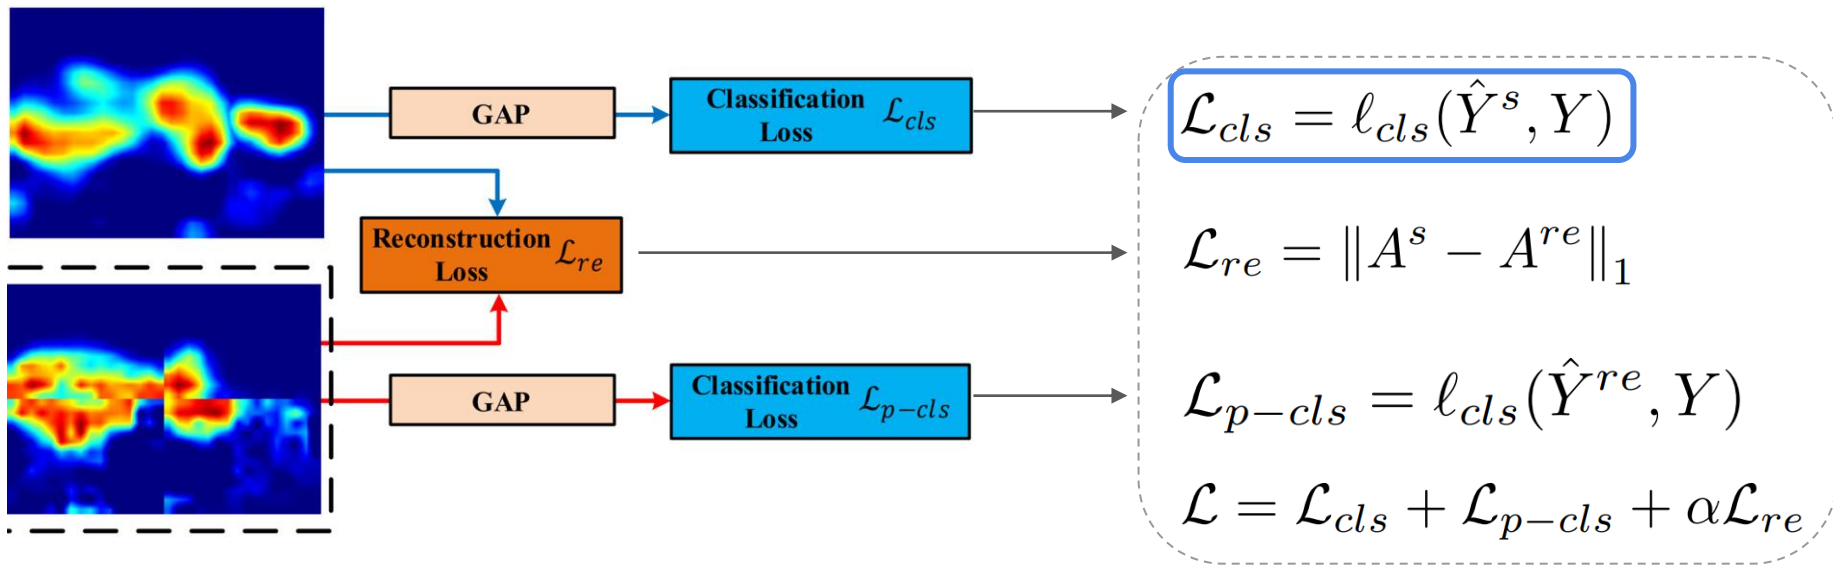 GAP
Classification
Loss ℒ_cls
ℒ_cls = ℓ_cls(Ŷ^s, Y)
Reconstruction
Loss ℒ_re
ℒ_re = ‖A^s − A^re‖_1
GAP
Classification
Loss ℒ_p−cls
ℒ_p−cls = ℓ_cls(Ŷ^re, Y)
ℒ = ℒ_cls + ℒ_p−cls + αℒ_re